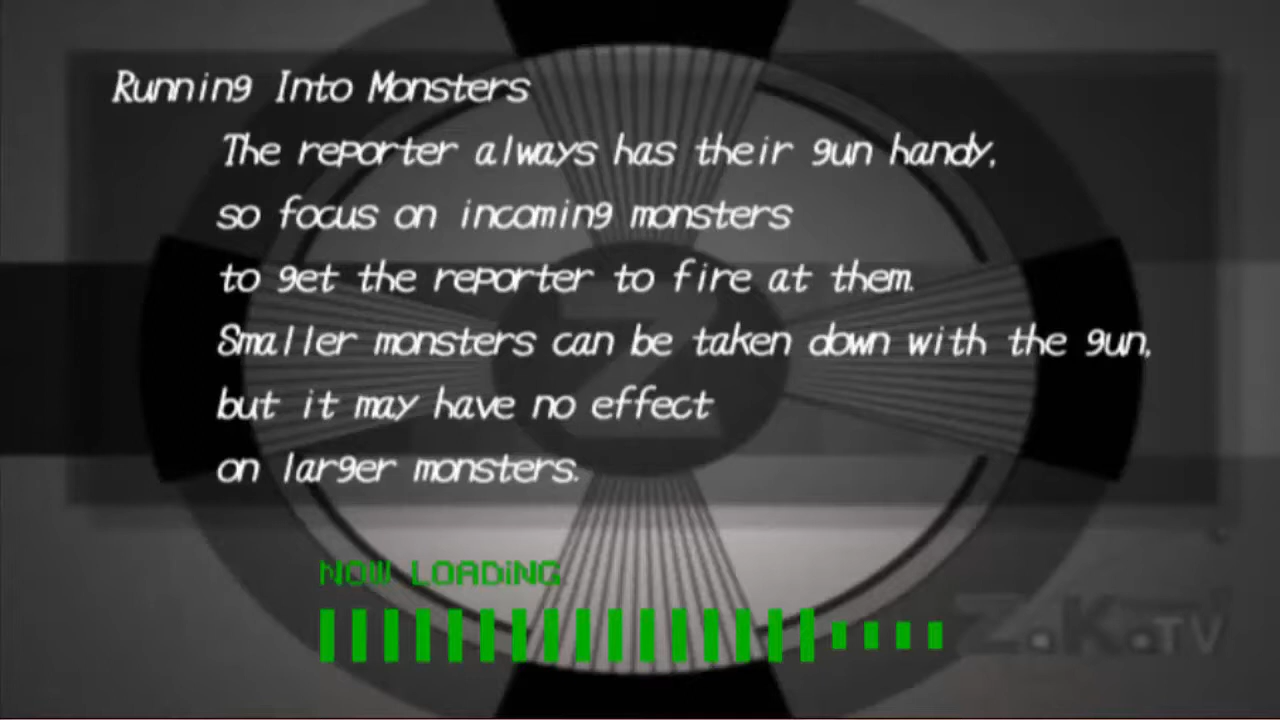 Running Into Monsters
The reporter always has their gun handy,
so focus on incoming monsters
to get the reporter to fire at them.
Smaller monsters can be taken down with the gun,
but it may have no effect
on larger monsters.
Z
NOW LOADING
Z.K.TV